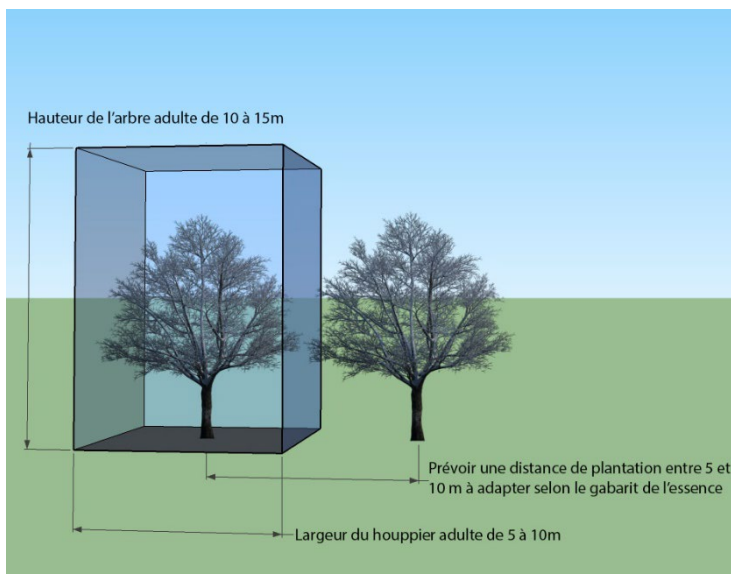 Hauteur de l'arbre adulte de 10 à 15m
Prévoir une distance de plantation entre 5 et
10 m à adapter selon le gabarit de l'essence
Largeur du houppier adulte de 5 à 10m